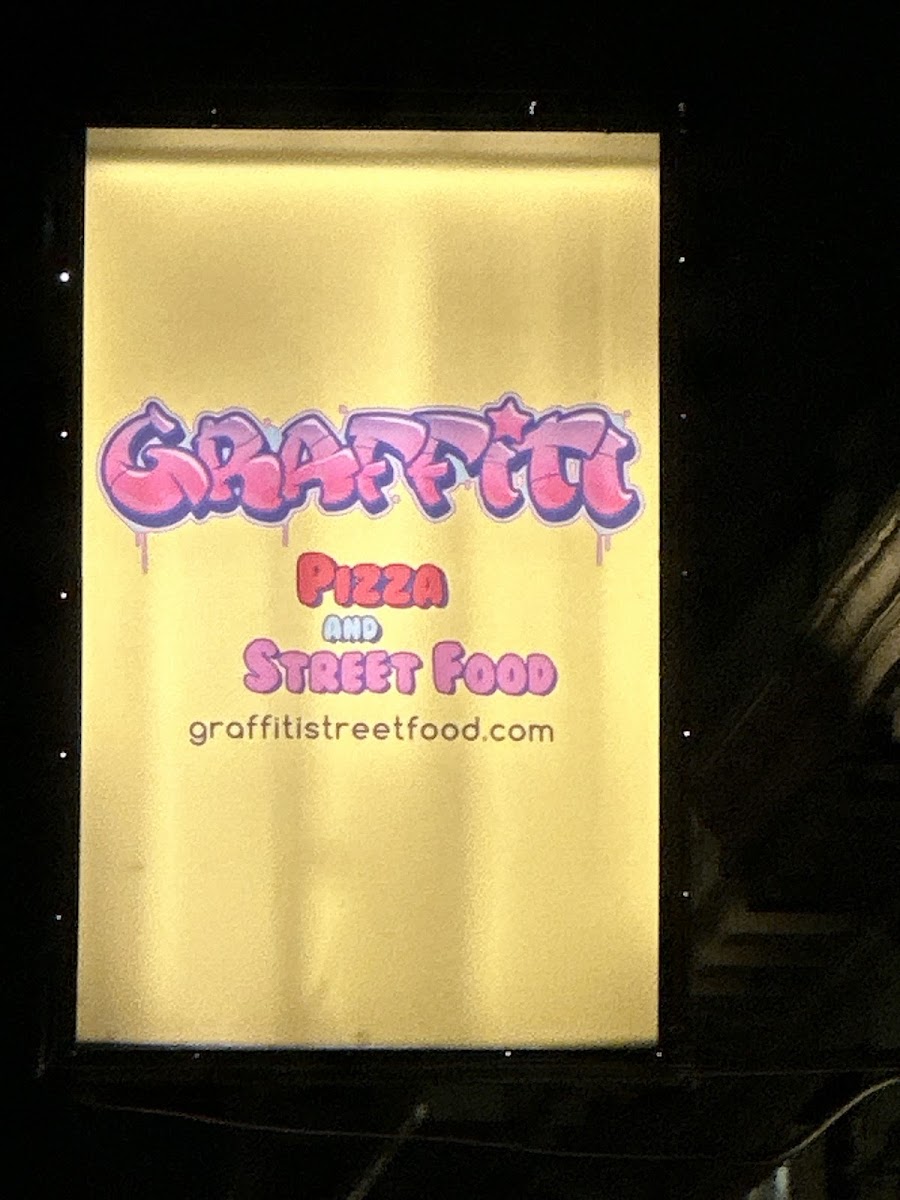 GRAFFiTi
PIZZA
AND
STREET FOOD
graffitistreetfood.com